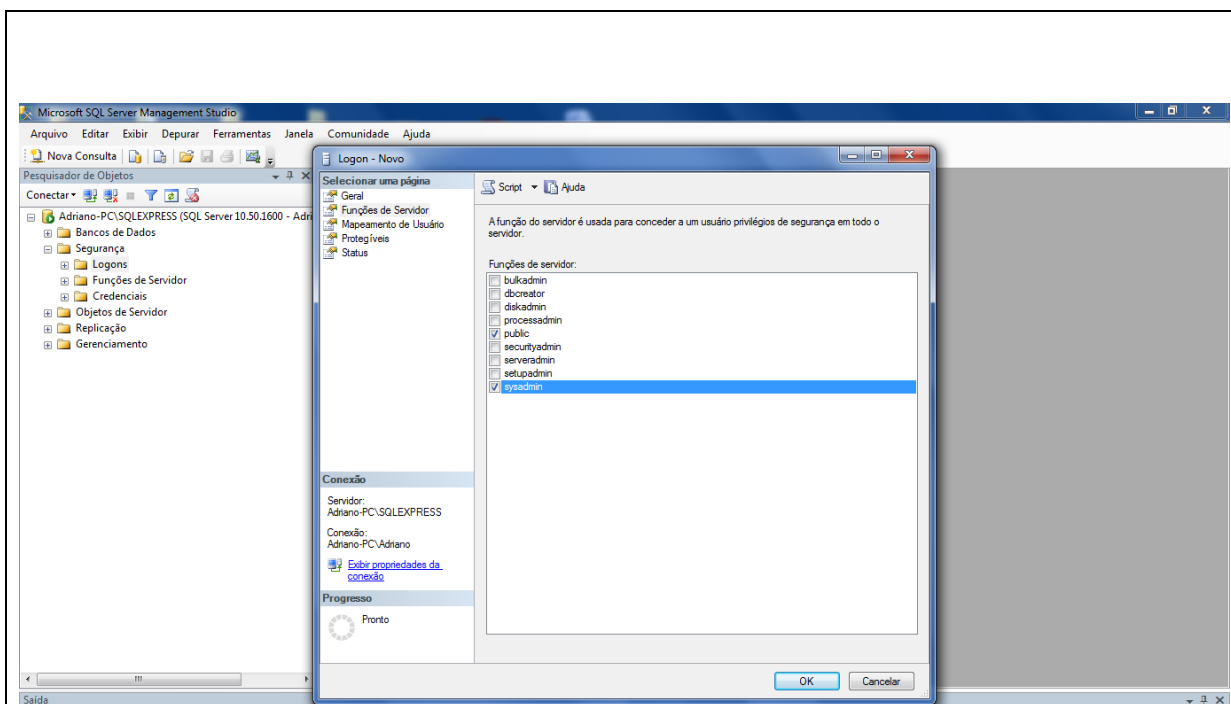 Microsoft SQL Server Management Studio
Arquivo Editar Exibir Depurar Ferramentas Janela Comunidade Ajuda
Nova Consulta
Pesquisador de Objetos
Conectar
Adriano-PC\SQLEXPRESS (SQL Server 10.50.1600 - Adri
Bancos de Dados
Segurança
Logons
Funções de Servidor
Credenciais
Objetos de Servidor
Replicação
Gerenciamento
Logon - Novo
Selecionar uma página
Geral
Funções de Servidor
Mapeamento de Usuário
Protegíveis
Status
Conexão
Servidor:
Adriano-PC\SQLEXPRESS
Conexão:
Adriano-PC\Adriano
Exibir propriedades da
conexão
Progresso
Pronto
Script Ajuda
A função do servidor é usada para conceder a um usuário privilégios de segurança em todo o
servidor.
Funções de servidor:
bulkadmin
dbcreator
diskadmin
processadmin
public
securityadmin
serveradmin
setupadmin
sysadmin
OK Cancelar
Saída